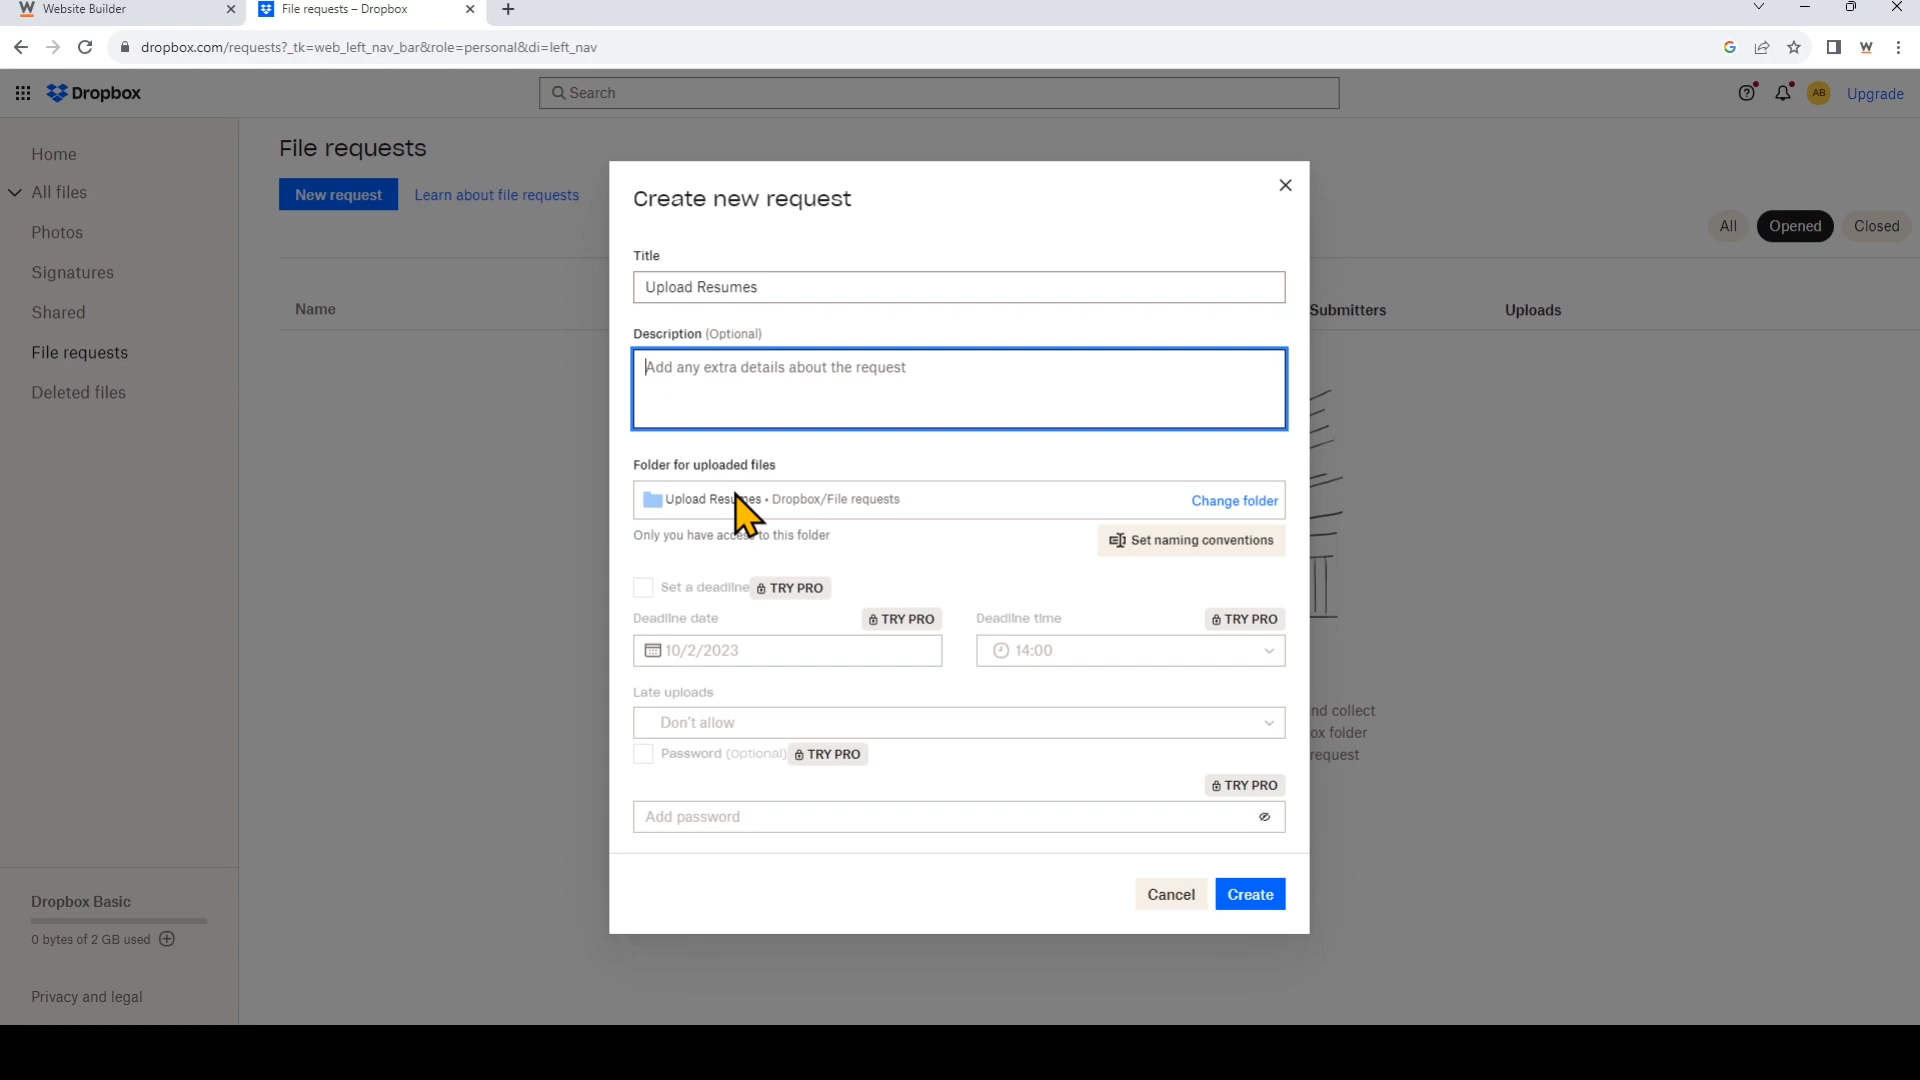 Website Builder
File requests – Dropbox
dropbox.com/requests?_tk=web_left_nav_bar&role=personal&di=left_nav
Dropbox
Search
AB
Upgrade
Home
All files
Photos
Signatures
Shared
File requests
Deleted files
Dropbox Basic
0 bytes of 2 GB used
Privacy and legal
File requests
New request
Learn about file requests
All
Opened
Closed
Name
Submitters
Uploads
nd collect
ox folder
request
Create new request
Title
Upload Resumes
Description (Optional)
Add any extra details about the request
Folder for uploaded files
Upload Resumes • Dropbox/File requests
Change folder
Only you have access to this folder
Set naming conventions
Set a deadline TRY PRO
Deadline date TRY PRO
Deadline time TRY PRO
10/2/2023
14:00
Late uploads
Don't allow
Password (Optional) TRY PRO
TRY PRO
Add password
Cancel
Create